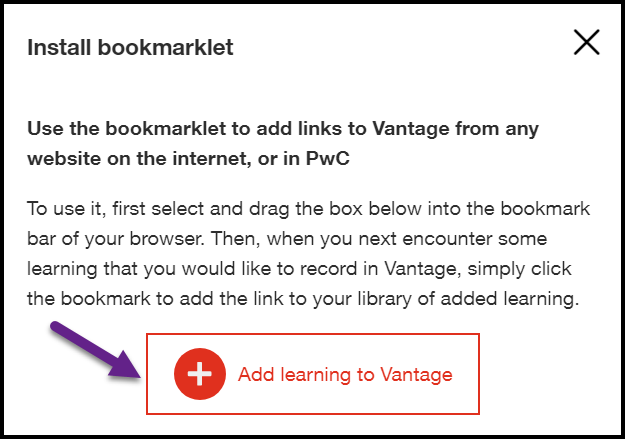 Install bookmarklet
Use the bookmarklet to add links to Vantage from any
website on the internet, or in PwC
To use it, first select and drag the box below into the bookmark
bar of your browser. Then, when you next encounter some
learning that you would like to record in Vantage, simply click
the bookmark to add the link to your library of added learning.
Add learning to Vantage